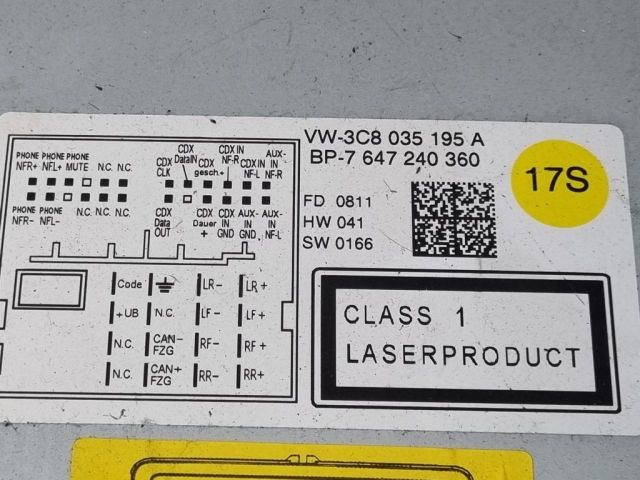 VW-3C8 035 195 A
BP-7 647 240 360
17S
FD 0811
HW 041
SW 0166
CLASS 1
LASERPRODUCT
PHONE PHONE PHONE
NFR+ NFL+ MUTE N.C. N.C.
PHONE PHONE
NFR- NFL- N.C. N.C. N.C.
CDX CDX CDX IN AUX-
CLK DataIN gesch.+ NF-R CDX IN IN
NF-L NF-R
CDX CDX CDX AUX- AUX-
Data Dauer IN IN IN
OUT + GND GND NF-L
Code LR- LR+
+UB N.C. LF- LF+
N.C. CAN- RF- RF+
FZG
N.C. CAN+ RR- RR+
FZG